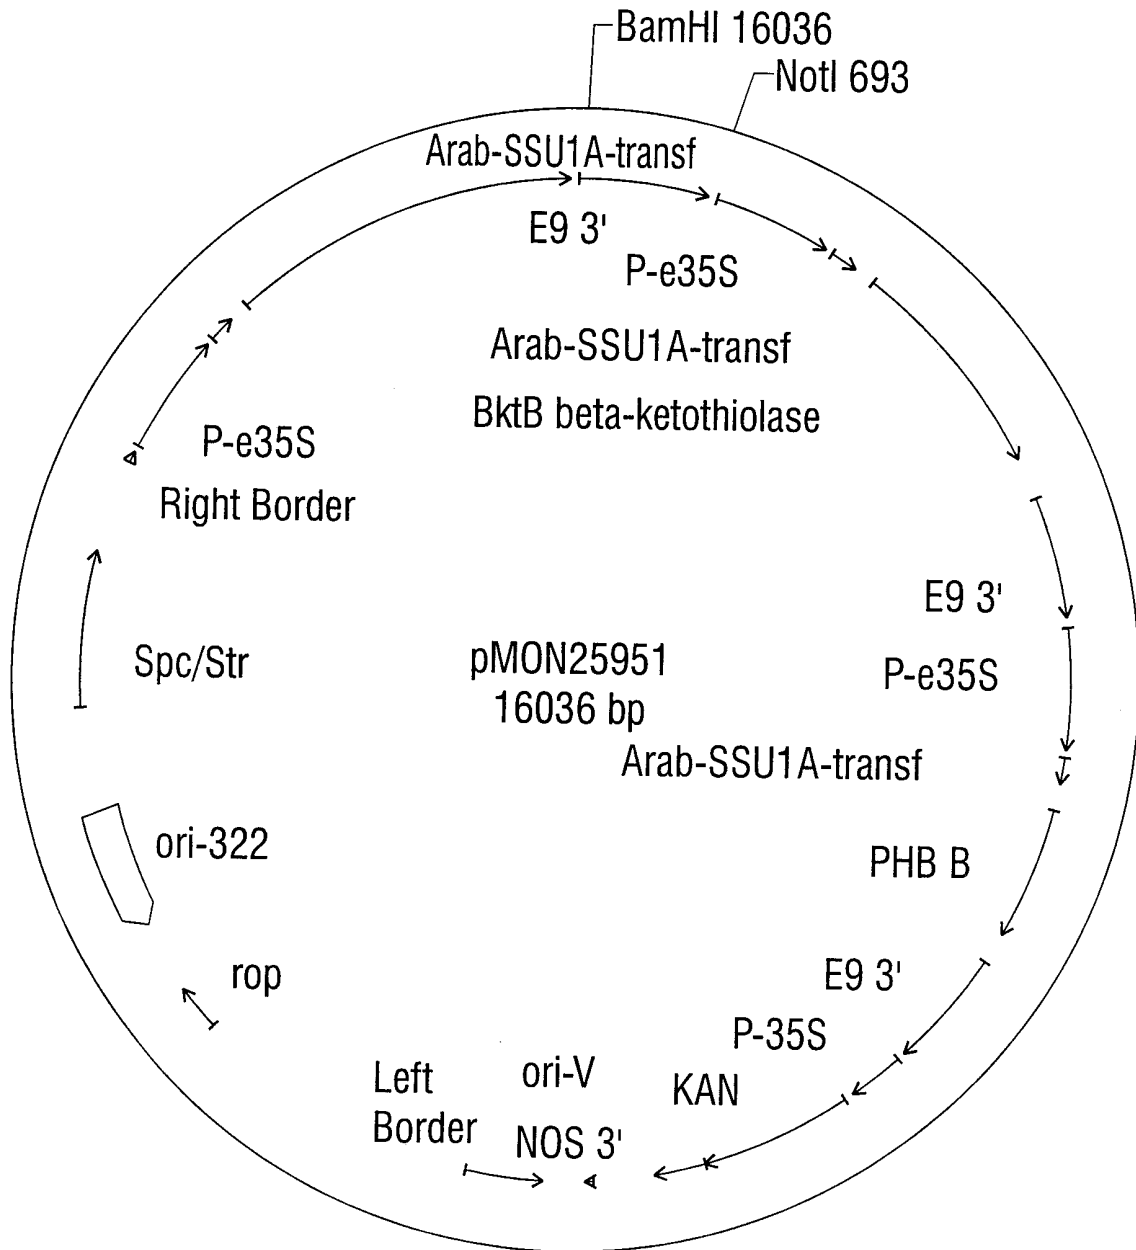 BamHI 16036
NotI 693
Arab-SSU1A-transf
E9 3'
P-e35S
Arab-SSU1A-transf
BktB beta-ketothiolase
P-e35S
Right Border
E9 3'
Spc/Str
pMON25951
16036 bp
P-e35S
Arab-SSU1A-transf
ori-322
PHB B
rop
E9 3'
P-35S
Left
Border
ori-V
KAN
NOS 3'